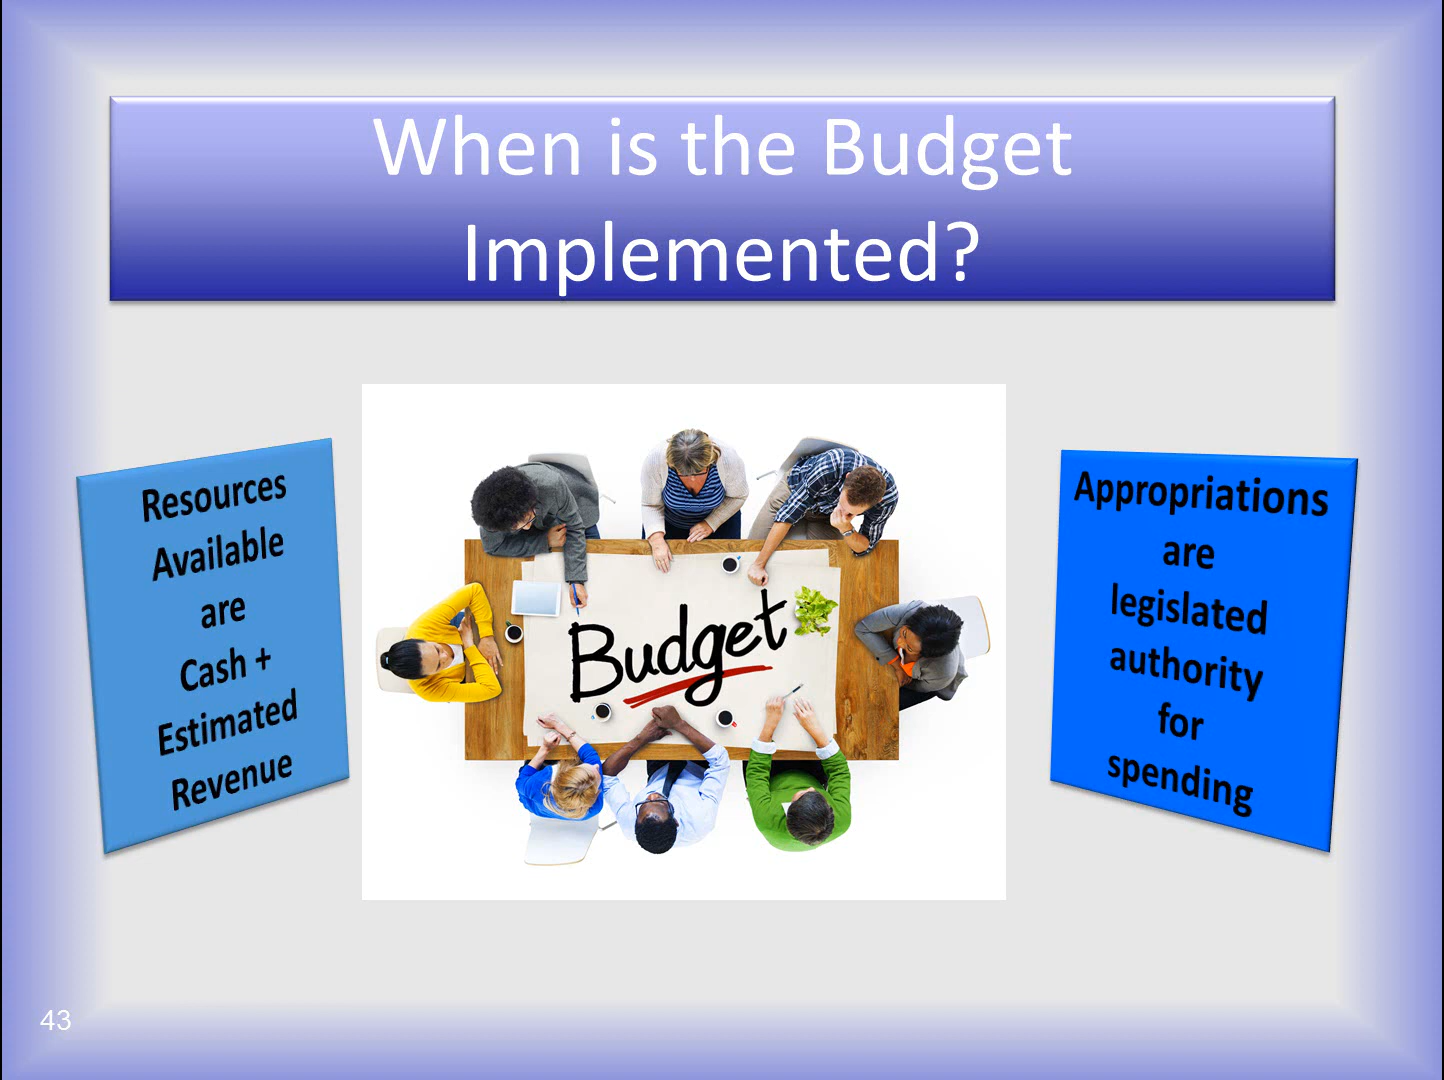 When is the Budget
Implemented?
Resources
Available
are
Cash +
Estimated
Revenue
Budget
Appropriations
are
legislated
authority
for
spending
43